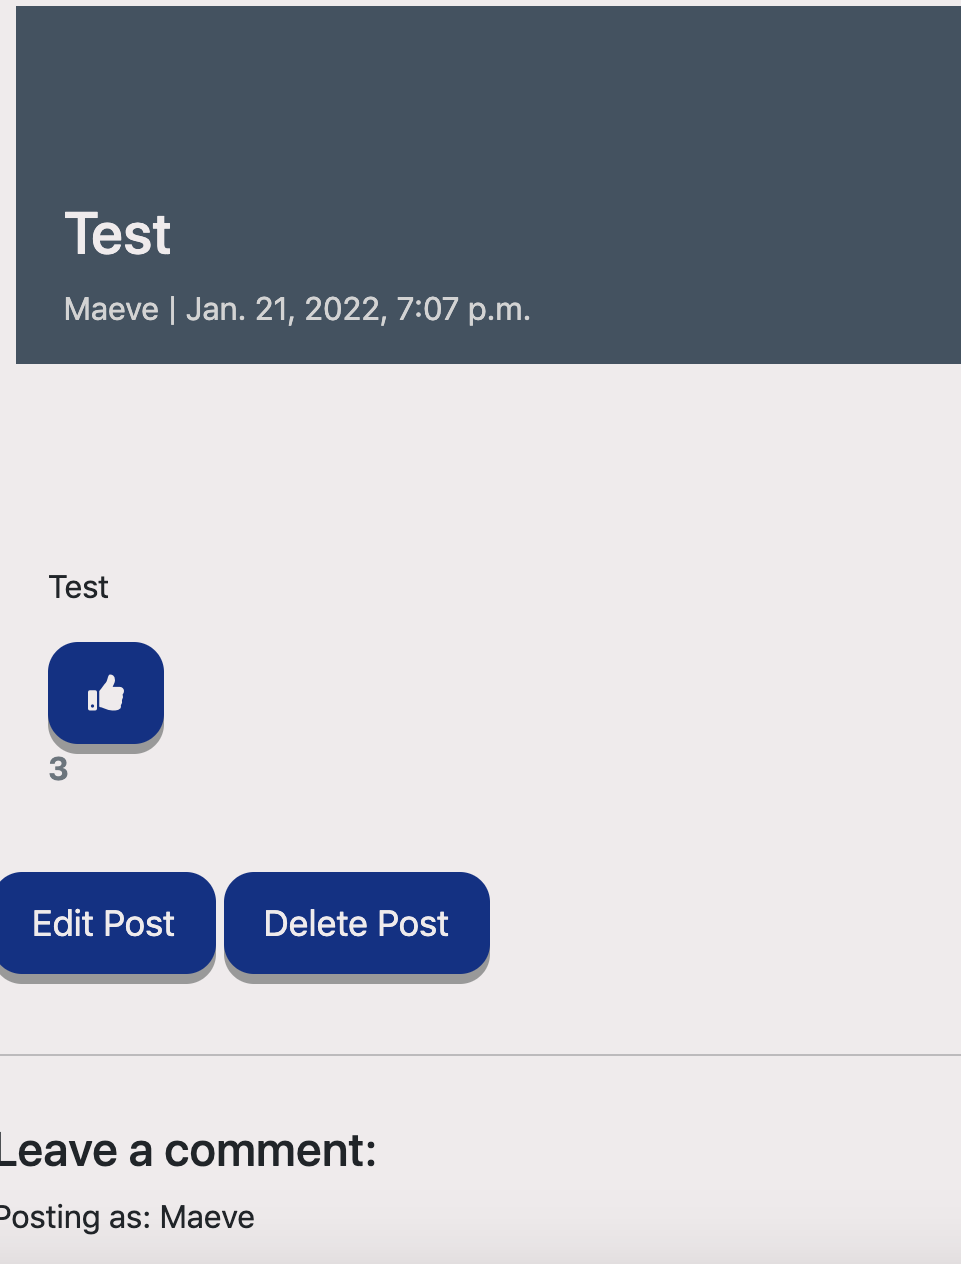 Test
Maeve | Jan. 21, 2022, 7:07 p.m.
Test
3
Edit Post Delete Post
Leave a comment:
Posting as: Maeve